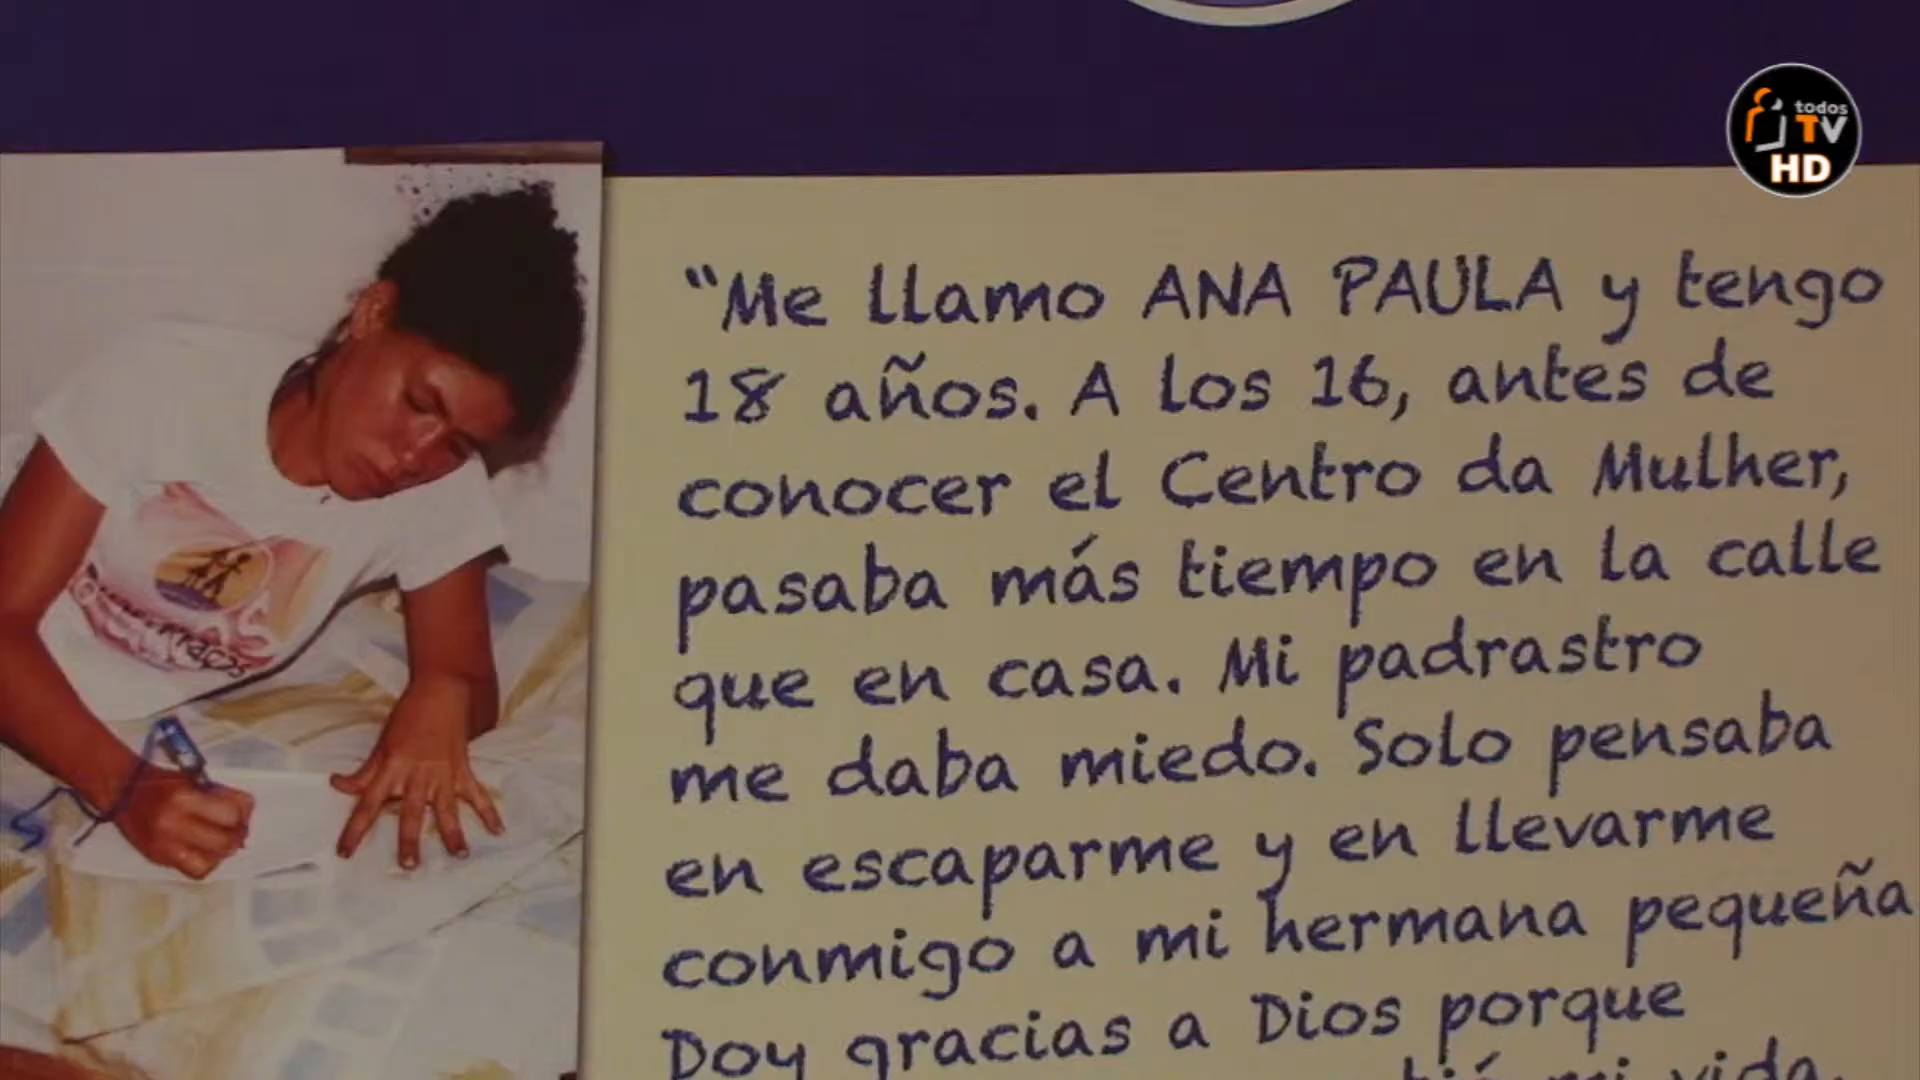 todos
TV
HD
"Me llamo ANA PAULA y tengo
18 años. A los 16, antes de
conocer el Centro da Mulher,
pasaba más tiempo en la calle
que en casa. Mi padrastro
me daba miedo. Solo pensaba
en escaparme y en llevarme
conmigo a mi hermana pequeña
Doy gracias a Dios porque
mi vida.